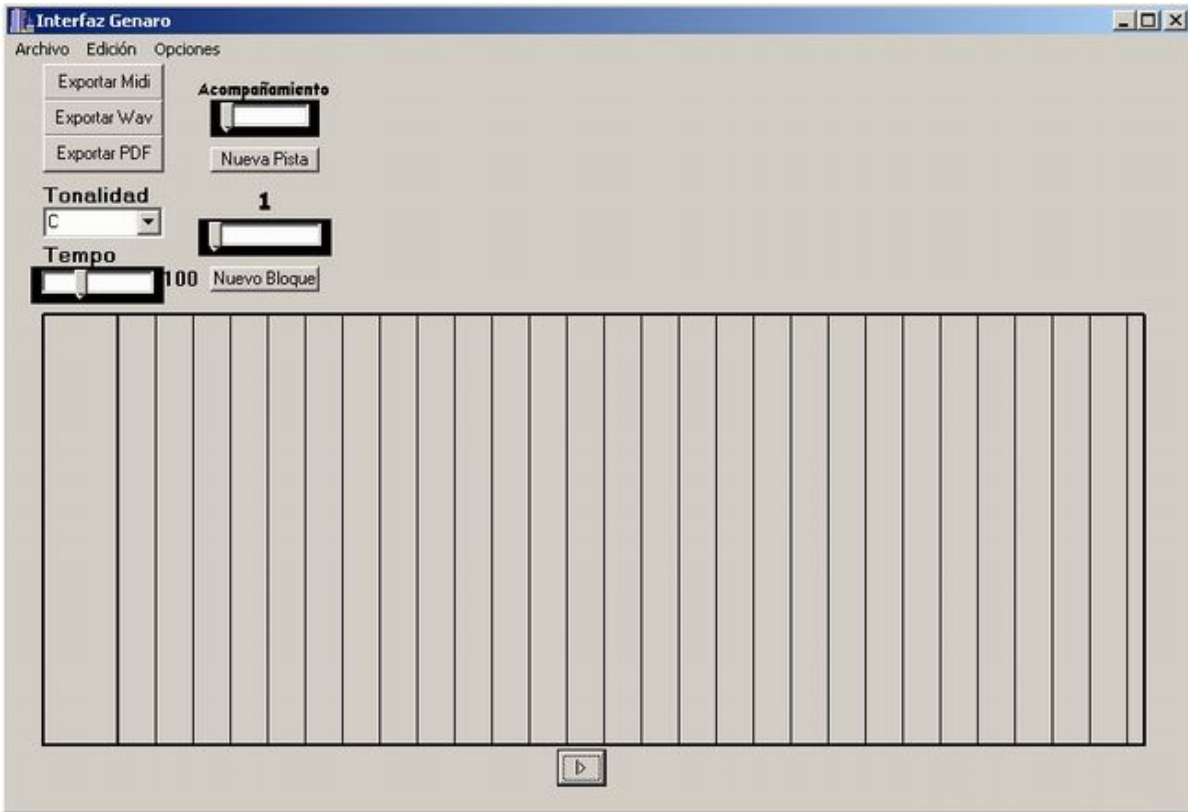 Interfaz Genaro
Archivo Edición Opciones
Exportar Midi
Exportar Wav
Exportar PDF
Acompañamiento
Nueva Pista
Tonalidad
C
1
Tempo
100
Nuevo Bloque